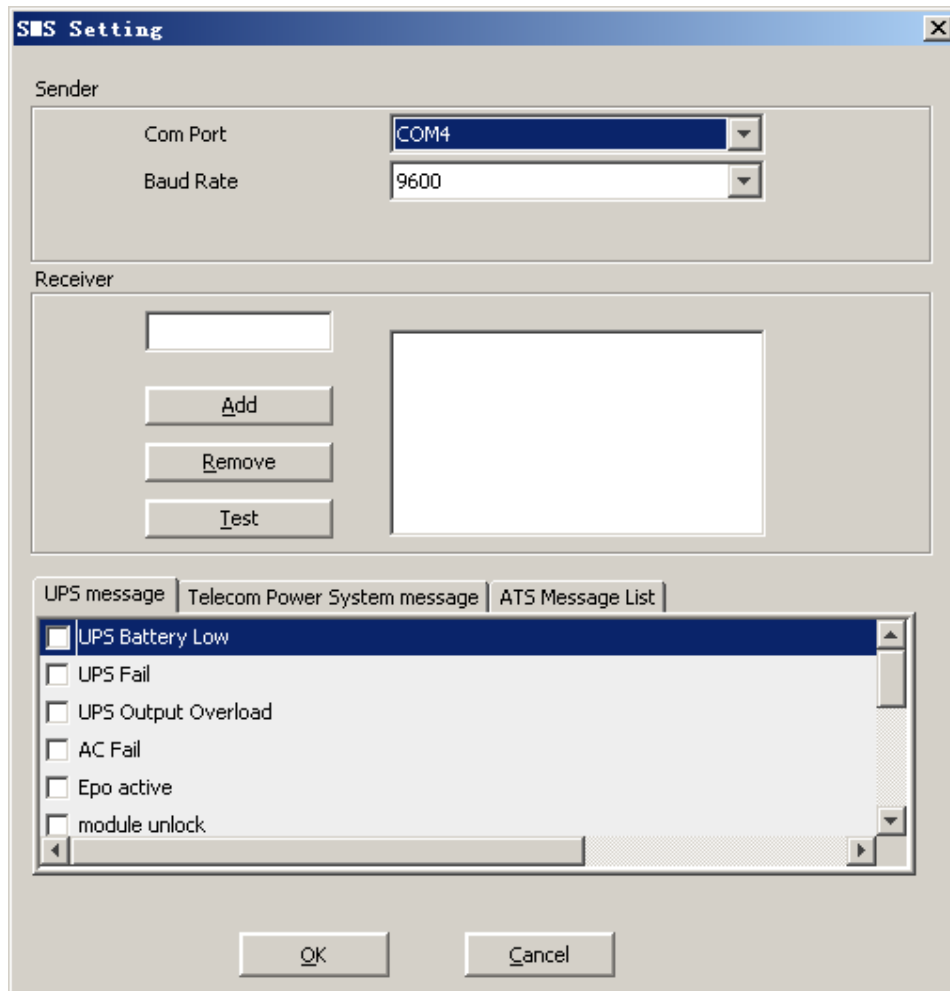 SMS Setting
Sender
Com Port COM4
Baud Rate 9600
Receiver
Add
Remove
Test
UPS message Telecom Power System message ATS Message List
UPS Battery Low
UPS Fail
UPS Output Overload
AC Fail
Epo active
module unlock
OK Cancel